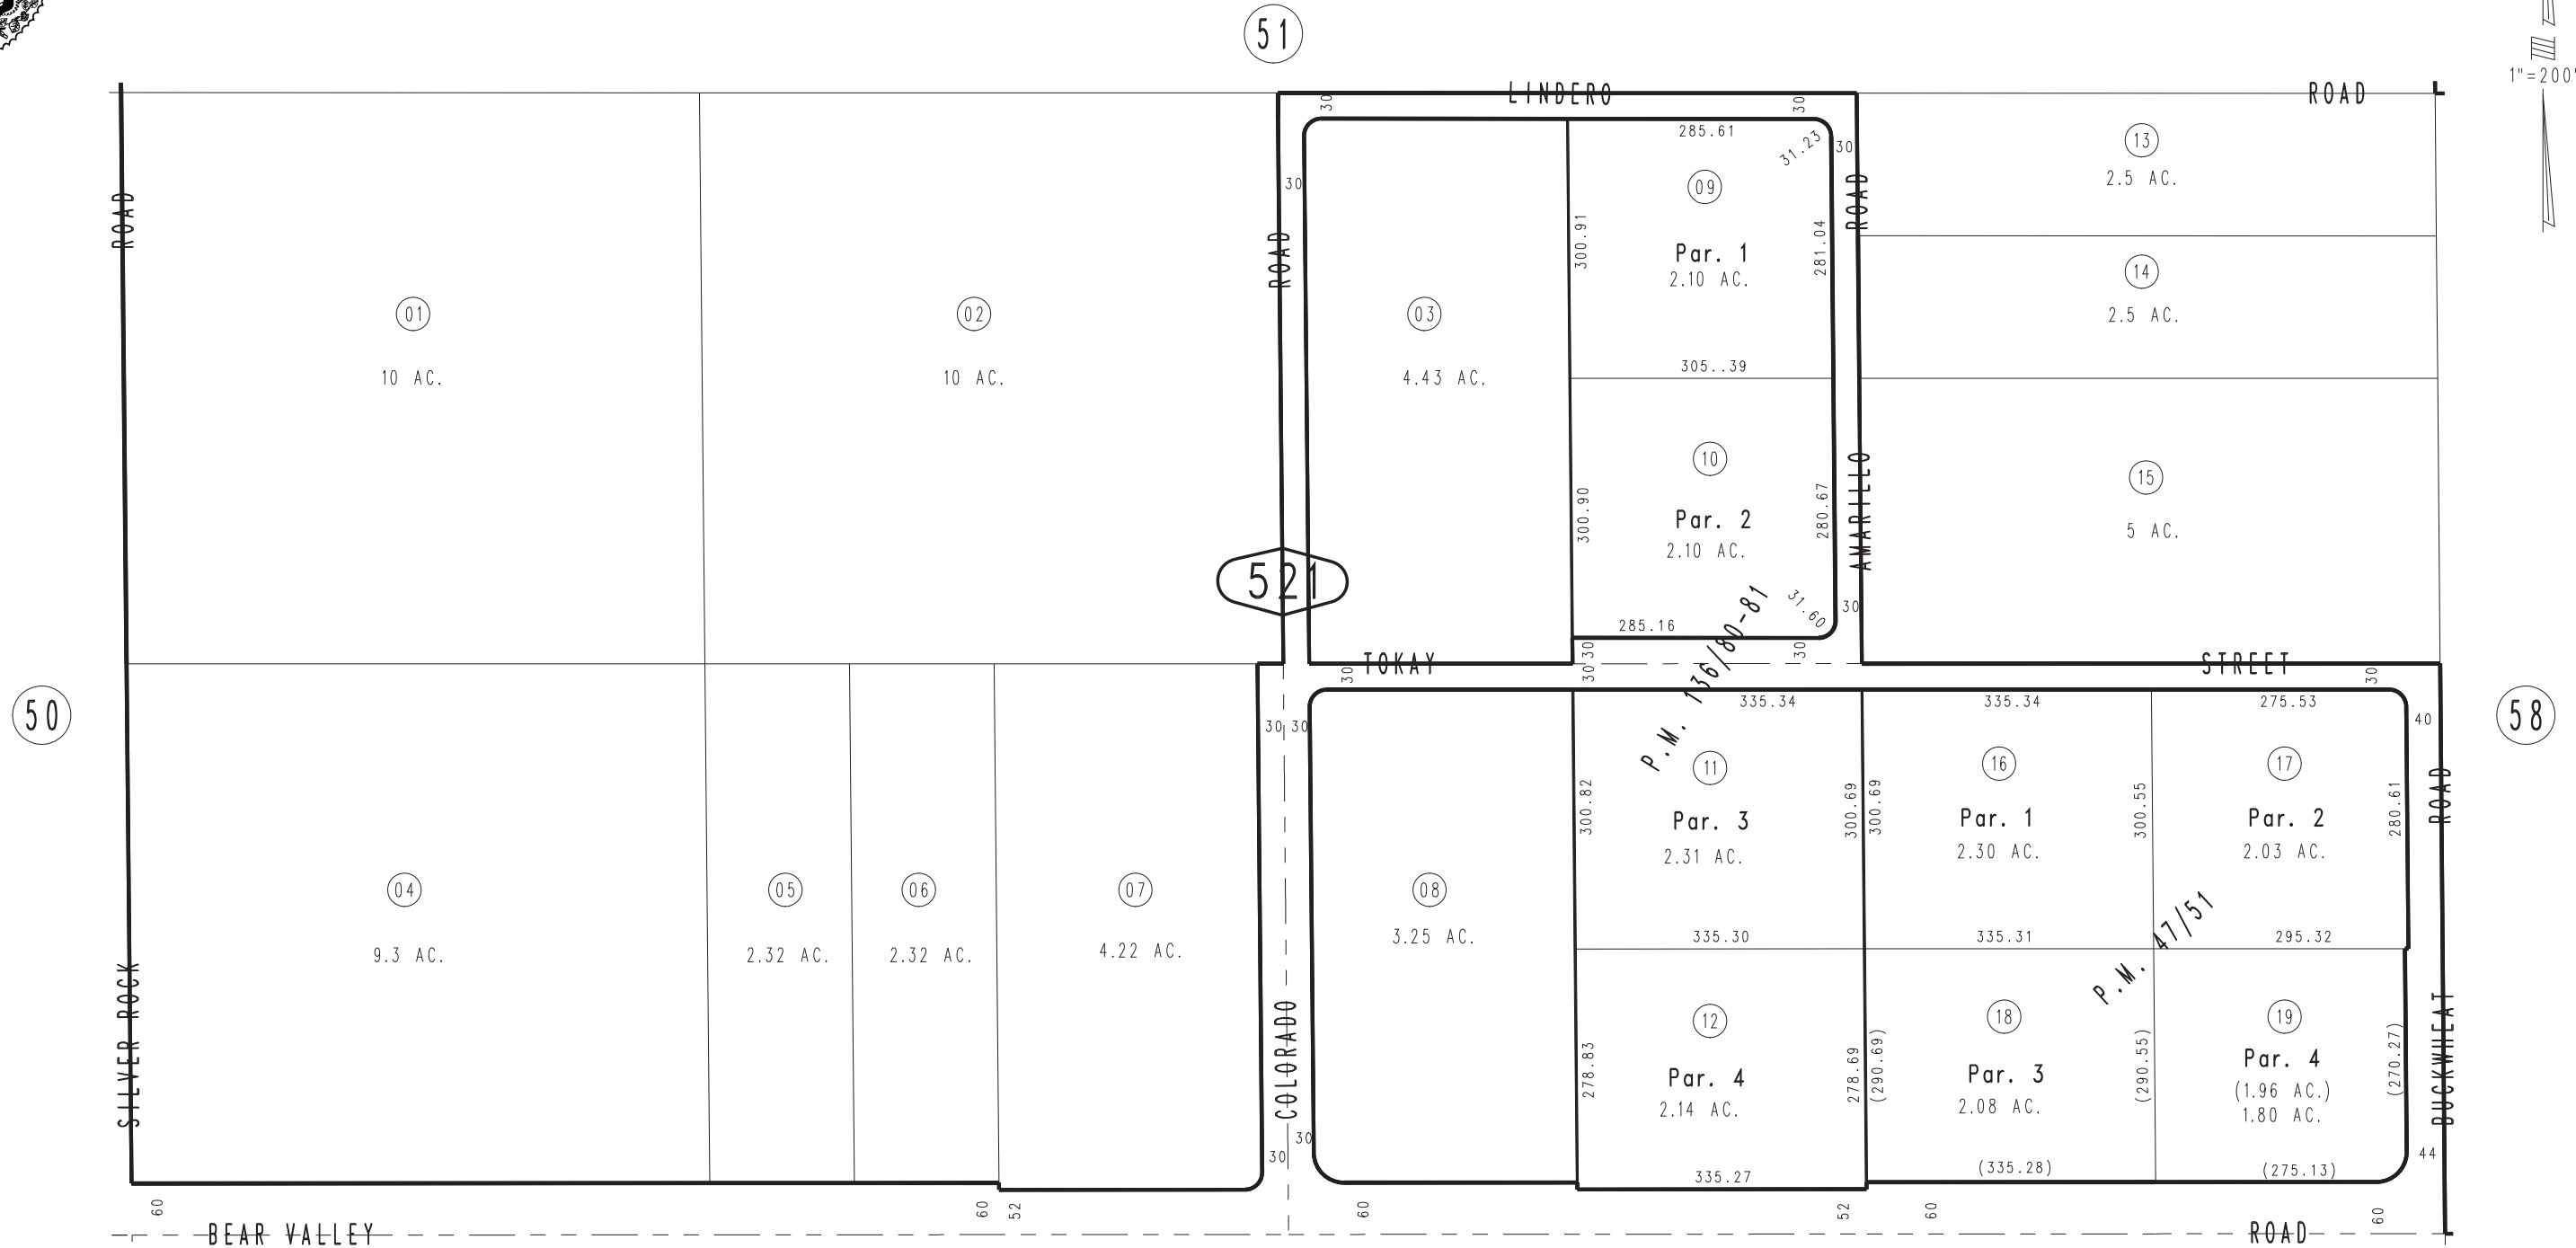 51
1"=200'
LINDERO ROAD
30
30
285.61
31.23
30
ROAD
30
ROAD
ROAD
13
2.5 AC.
09
Par. 1
2.10 AC.
300.91
281.04
14
2.5 AC.
01
10 AC.
02
10 AC.
03
4.43 AC.
305..39
10
Par. 2
2.10 AC.
300.90
280.67
AMARILLO
15
5 AC.
521
31.60
30
285.16
P.M. 136/80-81
30
30
TOKAY STREET
30
30
30
50
58
30 30
335.34
335.34
275.53
40
11
Par. 3
2.31 AC.
300.82
300.69
300.69
16
Par. 1
2.30 AC.
300.55
17
Par. 2
2.03 AC.
280.61
ROAD
04
9.3 AC.
05
2.32 AC.
06
2.32 AC.
07
4.22 AC.
08
3.25 AC.
335.30
335.31
295.32
P.M. 47/51
SILVER ROCK
COLORADO
12
Par. 4
2.14 AC.
278.83
278.69
(290.69)
18
Par. 3
2.08 AC.
(290.55)
19
Par. 4
(1.96 AC.)
1.80 AC.
(270.27)
BUCKWHEAT
30
30
44
335.27
(335.28)
(275.13)
60
60
52
60
52
60
60
BEAR VALLEY ROAD